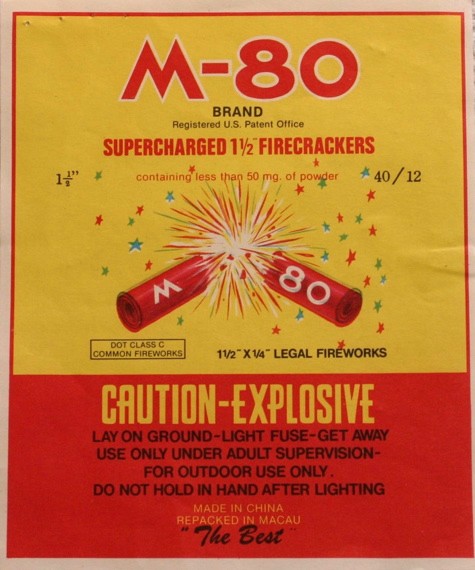 M-80
BRAND
Registered U.S. Patent Office
SUPERCHARGED 1½" FIRECRACKERS
1½" containing less than 50 mg. of powder 40/12
M 80
DOT CLASS C
COMMON FIREWORKS
11/2" X 1/4" LEGAL FIREWORKS
CAUTION-EXPLOSIVE
LAY ON GROUND-LIGHT FUSE-GET AWAY
USE ONLY UNDER ADULT SUPERVISION-
FOR OUTDOOR USE ONLY.
DO NOT HOLD IN HAND AFTER LIGHTING
MADE IN CHINA
REPACKED IN MACAU
"The Best"